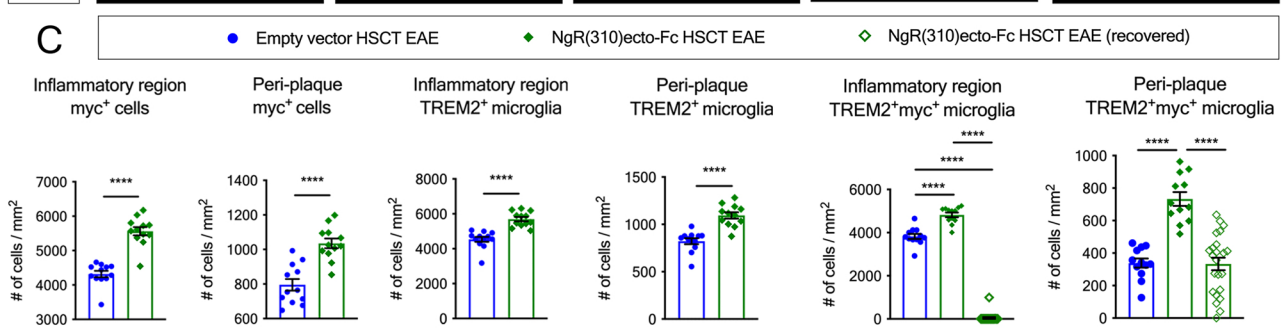 C
Empty vector HSCT EAE
NgR(310)ecto-Fc HSCT EAE
NgR(310)ecto-Fc HSCT EAE (recovered)
Inflammatory region
myc+ cells
****
# of cells / mm2
7000
6000
5000
4000
3000
Peri-plaque
myc+ cells
****
# of cells / mm2
1400
1200
1000
800
600
Inflammatory region
TREM2+ microglia
****
# of cells / mm2
8000
6000
4000
2000
0
Peri-plaque
TREM2+ microglia
****
# of cells / mm2
1500
1000
500
0
Inflammatory region
TREM2+myc+ microglia
****
****
****
# of cells / mm2
6000
4000
2000
0
Peri-plaque
TREM2+myc+ microglia
****
****
# of cells / mm2
1000
800
600
400
200
0